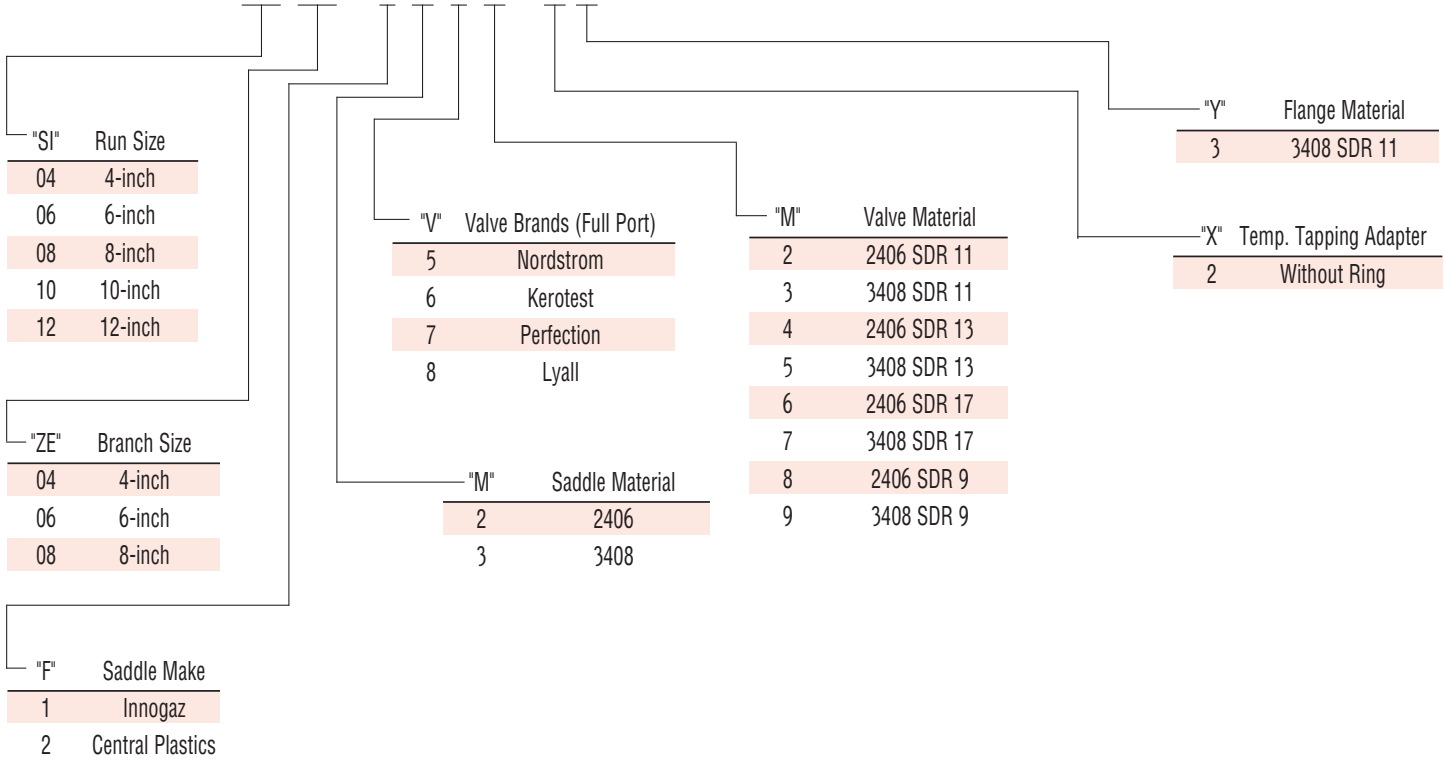 "SI" Run Size
04 4-inch
06 6-inch
08 8-inch
10 10-inch
12 12-inch
"ZE" Branch Size
04 4-inch
06 6-inch
08 8-inch
"F" Saddle Make
1 Innogaz
2 Central Plastics
"V" Valve Brands (Full Port)
5 Nordstrom
6 Kerotest
7 Perfection
8 Lyall
"M" Saddle Material
2 2406
3 3408
"M" Valve Material
2 2406 SDR 11
3 3408 SDR 11
4 2406 SDR 13
5 3408 SDR 13
6 2406 SDR 17
7 3408 SDR 17
8 2406 SDR 9
9 3408 SDR 9
"Y" Flange Material
3 3408 SDR 11
"X" Temp. Tapping Adapter
2 Without Ring